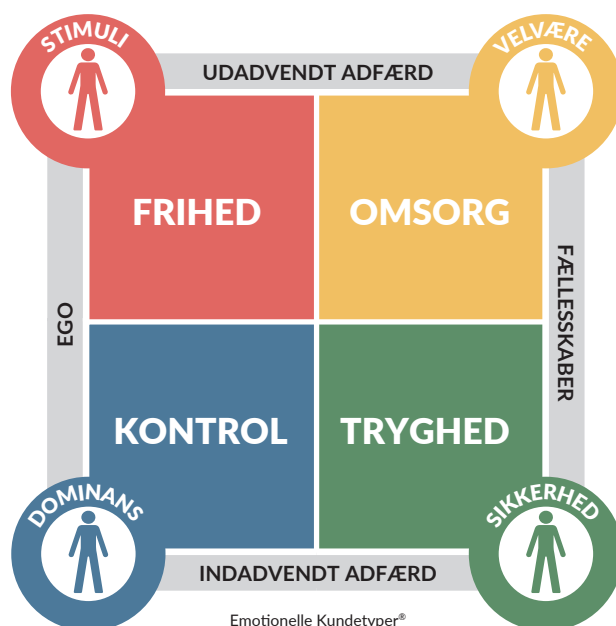 STIMULI
VELVÆRE
UDADVENDT ADFÆRD
FRIHED
OMSORG
EGO
FÆLLESSKABER
KONTROL
TRYGHED
DOMINANS
SIKKERHED
INDADVENDT ADFÆRD
Emotionelle Kundetyper®